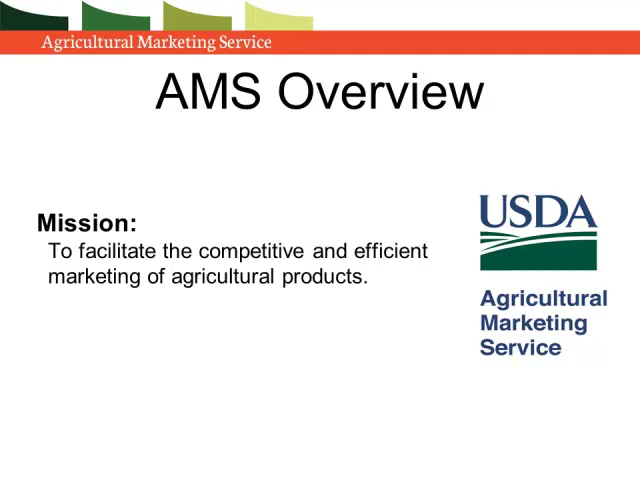 Agricultural Marketing Service
AMS Overview
Mission:
To facilitate the competitive and efficient
marketing of agricultural products.
USDA
Agricultural
Marketing
Service